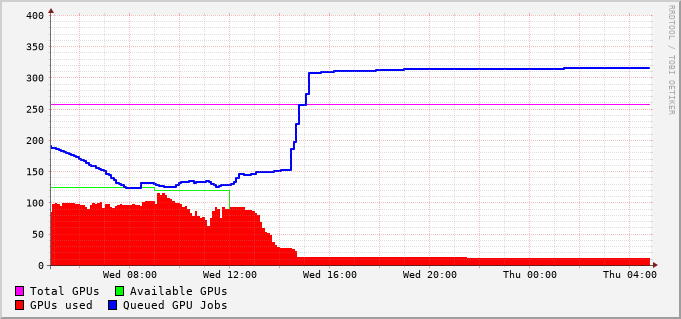 400
350
300
250
200
150
100
50
0
Wed 08:00 Wed 12:00 Wed 16:00 Wed 20:00 Thu 00:00 Thu 04:00
Total GPUs Available GPUs
GPUs used Queued GPU Jobs
RRDTOOL / TOBI OETIKER